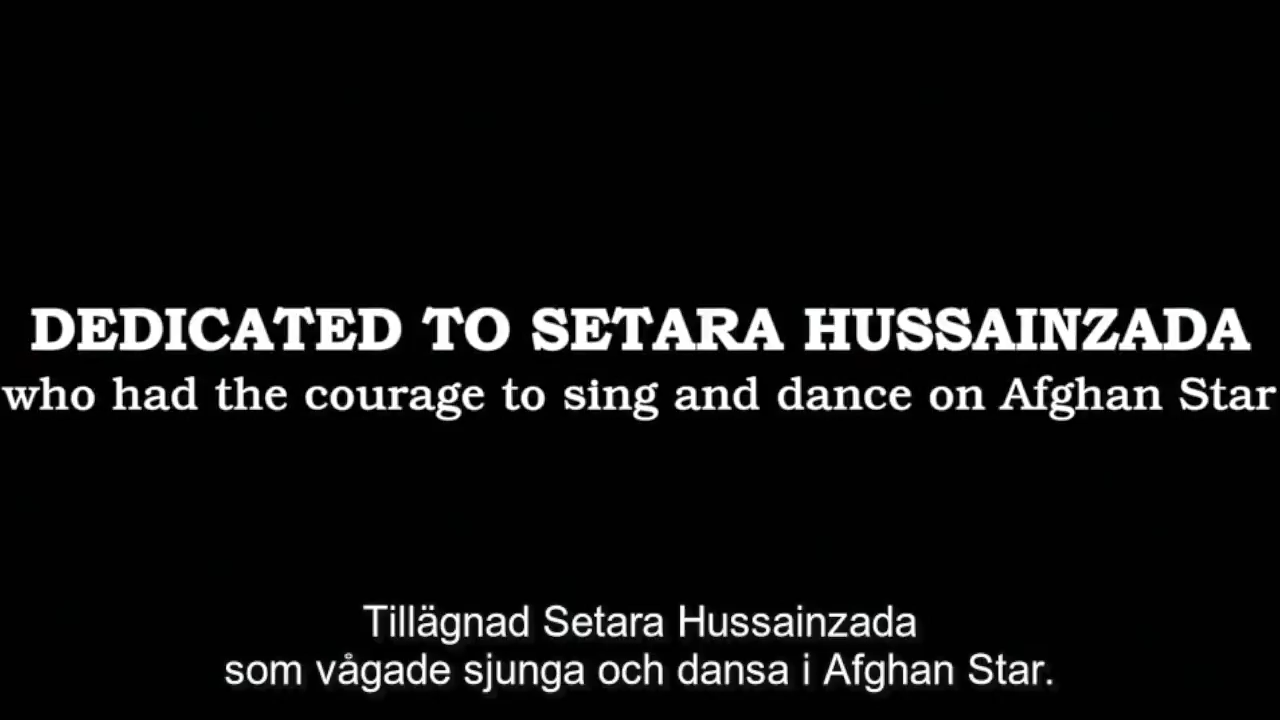 DEDICATED TO SETARA HUSSAINZADA
who had the courage to sing and dance on Afghan Star
Tillägnad Setara Hussainzada
som vågade sjunga och dansa i Afghan Star.